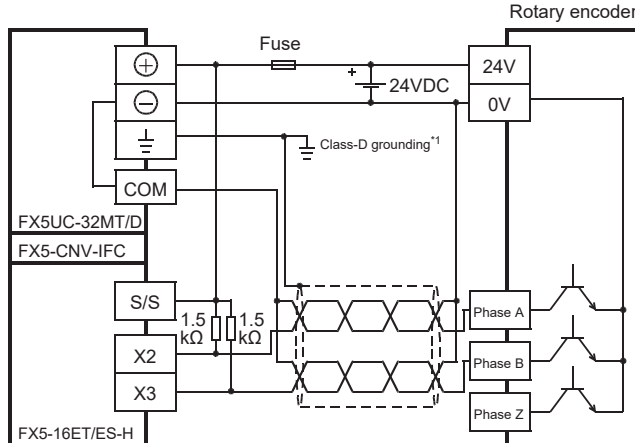 Rotary encoder
Fuse
24V
24VDC
0V
Class-D grounding*1
COM
FX5UC-32MT/D
FX5-CNV-IFC
S/S
1.5 kΩ
1.5 kΩ
X2
X3
Phase A
Phase B
Phase Z
FX5-16ET/ES-H